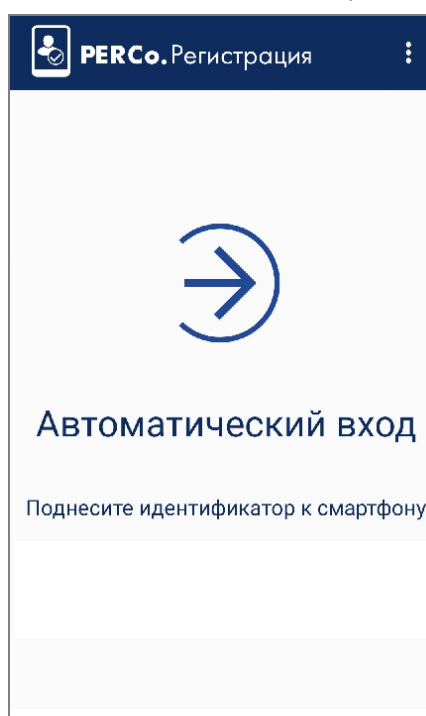 PERCo.Регистрация
Автоматический вход
Поднесите идентификатор к смартфону